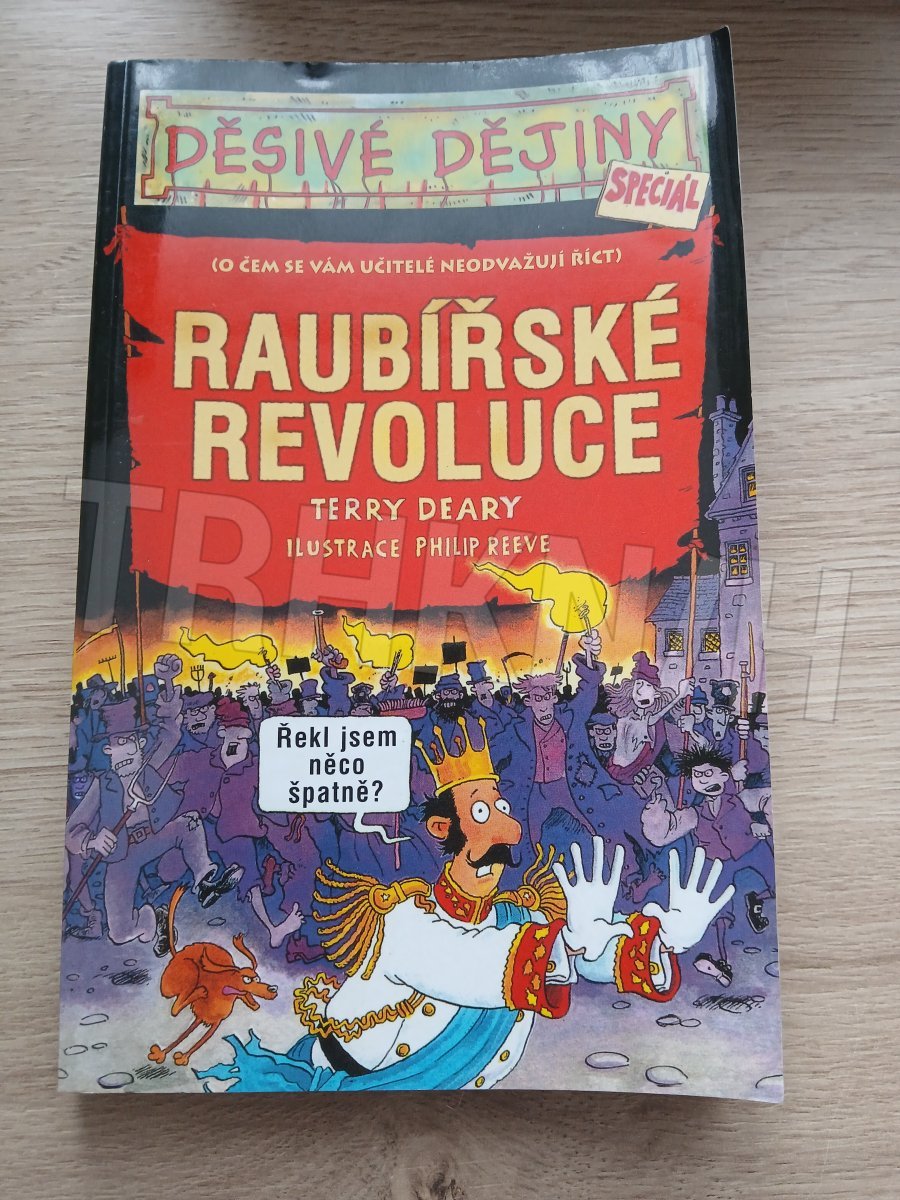 DĚSIVÉ DĚJINY
SPECIÁL
(O ČEM SE VÁM UČITELÉ NEODVAŽUJÍ ŘÍCT)
RAUBÍŘSKÉ
REVOLUCE
TERRY DEARY
ILUSTRACE PHILIP REEVE
Řekl jsem
něco
špatně?